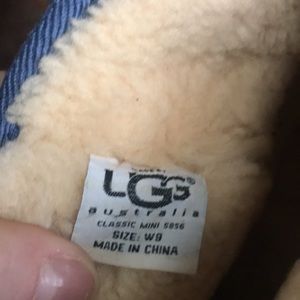 UGG®
australia
CLASSIC MINI 5856
SIZE: W9
MADE IN CHINA